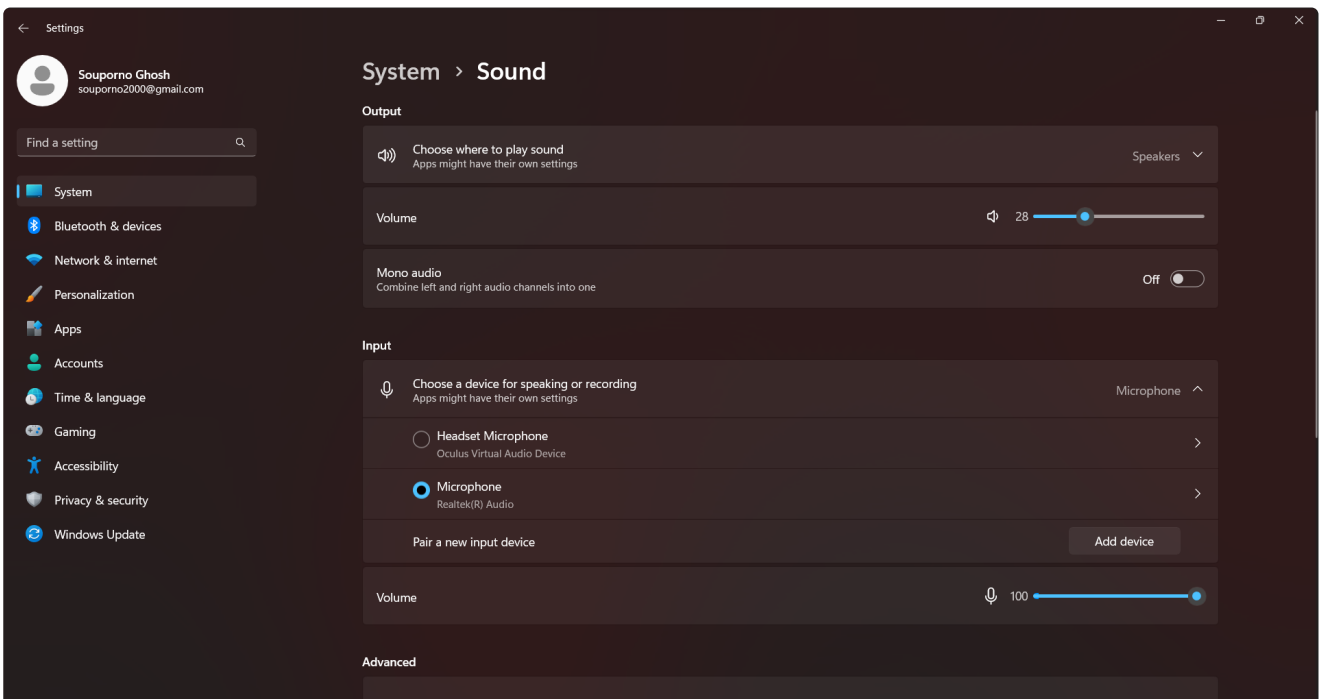 Settings
Souporno Ghosh
souporno2000@gmail.com
Find a setting
System
Bluetooth & devices
Network & internet
Personalization
Apps
Accounts
Time & language
Gaming
Accessibility
Privacy & security
Windows Update
System > Sound
Output
Choose where to play sound
Apps might have their own settings
Speakers
Volume
28
Mono audio
Combine left and right audio channels into one
Off
Input
Choose a device for speaking or recording
Apps might have their own settings
Microphone
Headset Microphone
Oculus Virtual Audio Device
Microphone
Realtek(R) Audio
Pair a new input device
Add device
Volume
100
Advanced